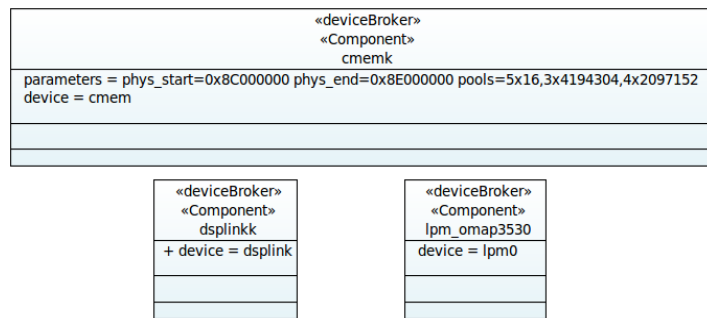 «deviceBroker»
«Component»
cmemk
parameters = phys_start=0x8C000000 phys_end=0x8E000000 pools=5x16,3x4194304,4x2097152
device = cmem
«deviceBroker»
«Component»
dsplinkk
+ device = dsplink
«deviceBroker»
«Component»
lpm_omap3530
device = lpm0